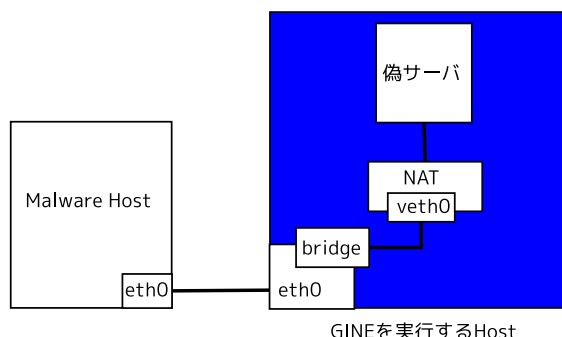 偽サーバ
NAT
veth0
Malware Host
bridge
eth0
eth0
GINEを実行するHost